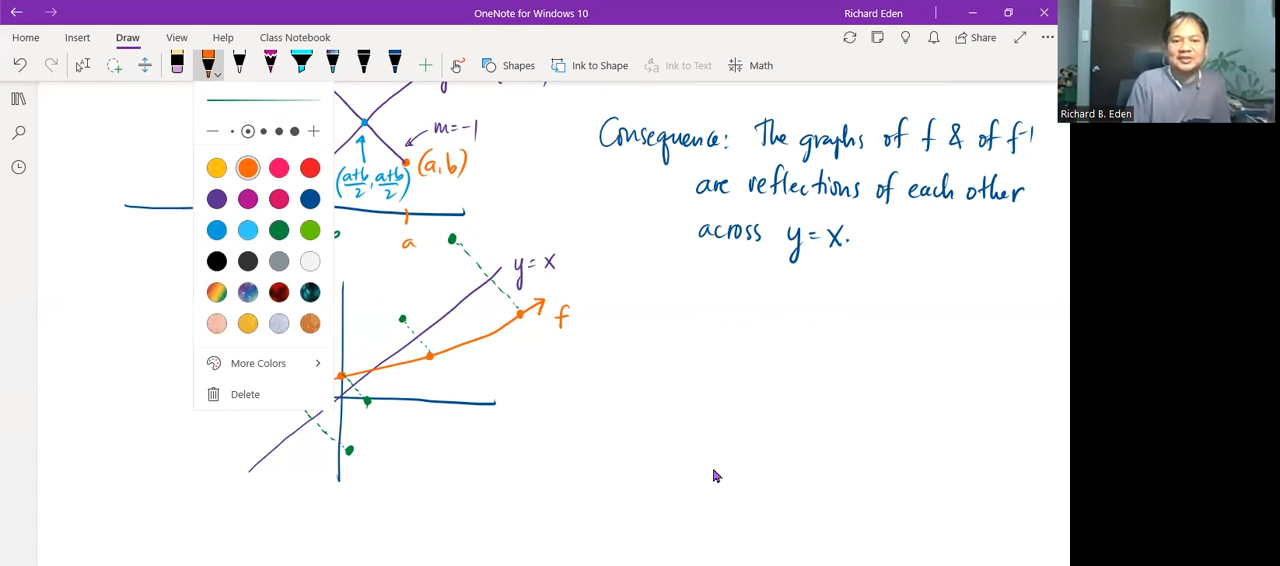 OneNote for Windows 10
Richard Eden
Home Insert Draw View Help Class Notebook
Share
Shapes
Ink to Shape
Ink to Text
Math
m=-1
(a,b)
(a+b/2, a+b/2)
a
Consequence: The graphs of f & of f-1
are reflections of each other
across y=x.
y=x
f
More Colors
Delete
Richard B. Eden